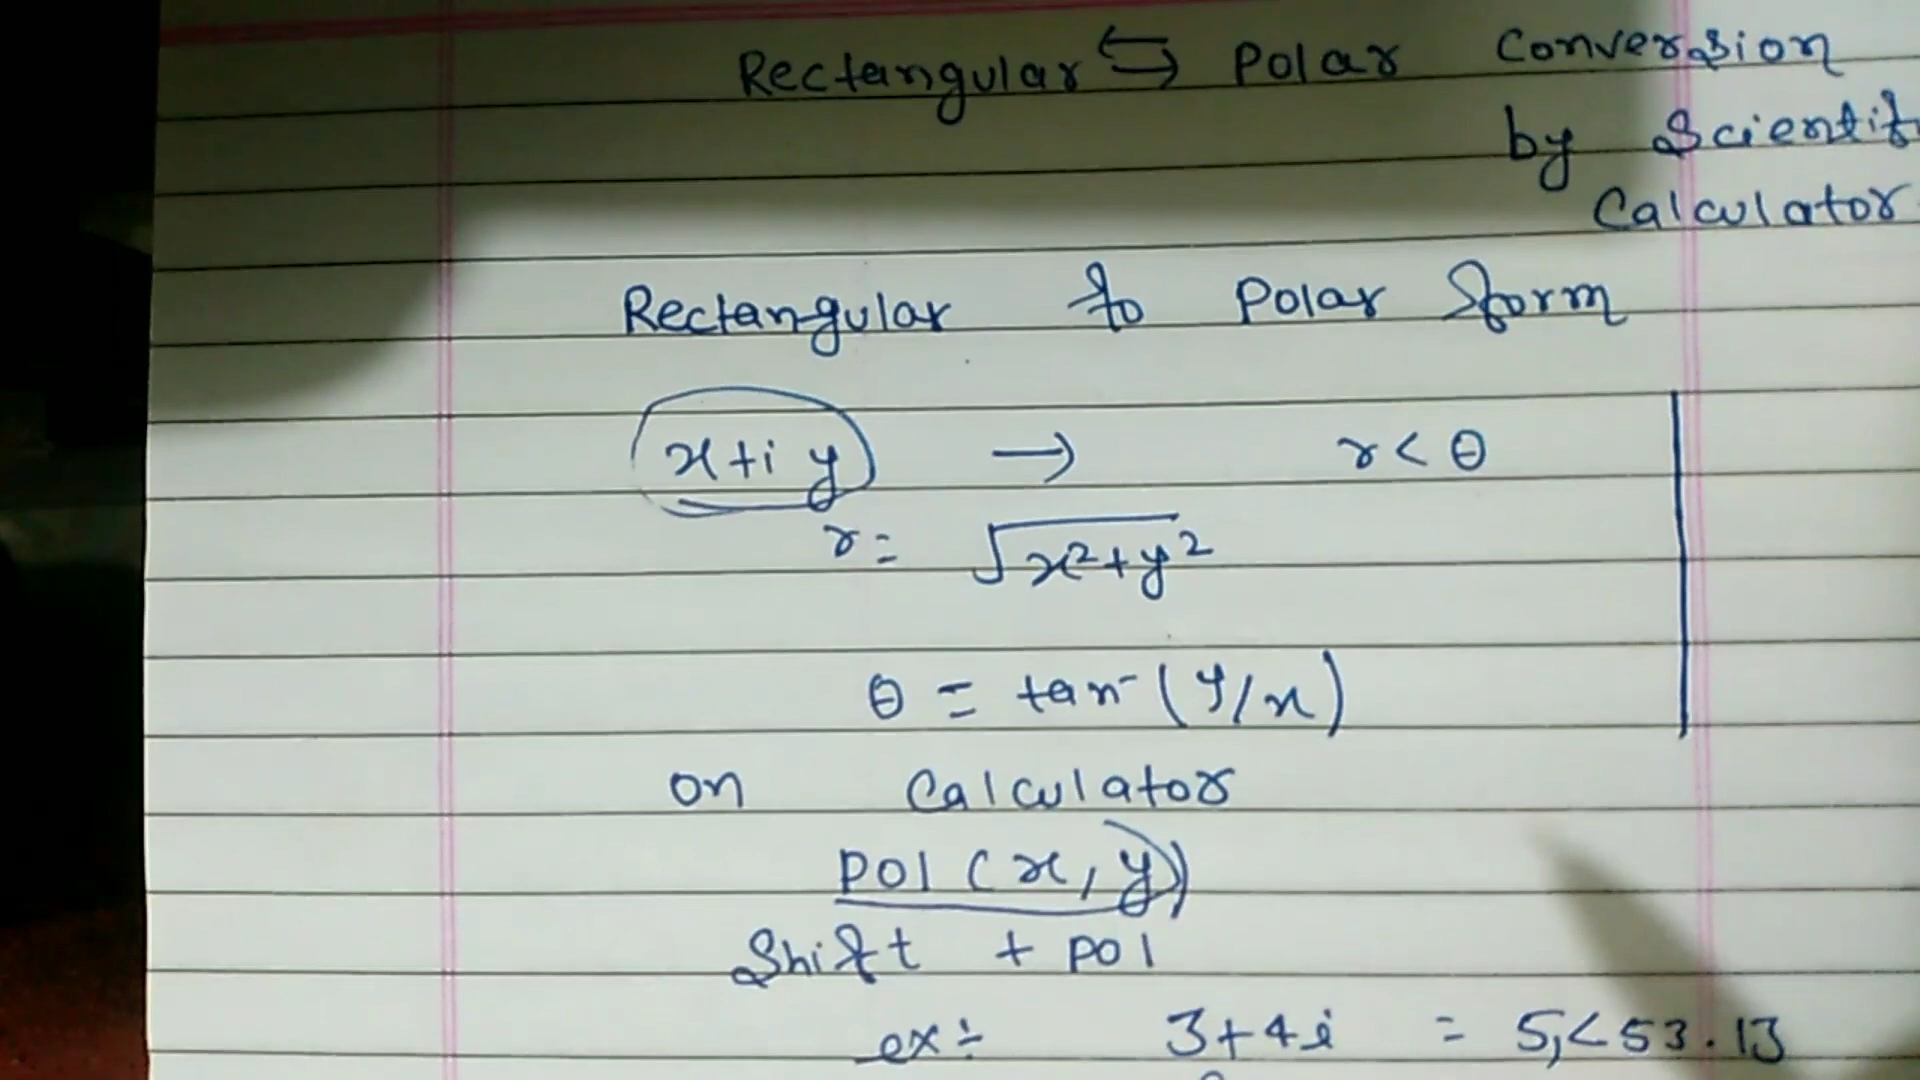 Rectangular ⇆ Polar Conversion
by Scientif
Calculator
Rectangular to Polar form
x+iy → r<θ
r= √x²+y²
θ = tan⁻(y/x)
on Calculator
Pol(x,y)
Shift + Pol
ex÷ 3+4i = 5,<53.13